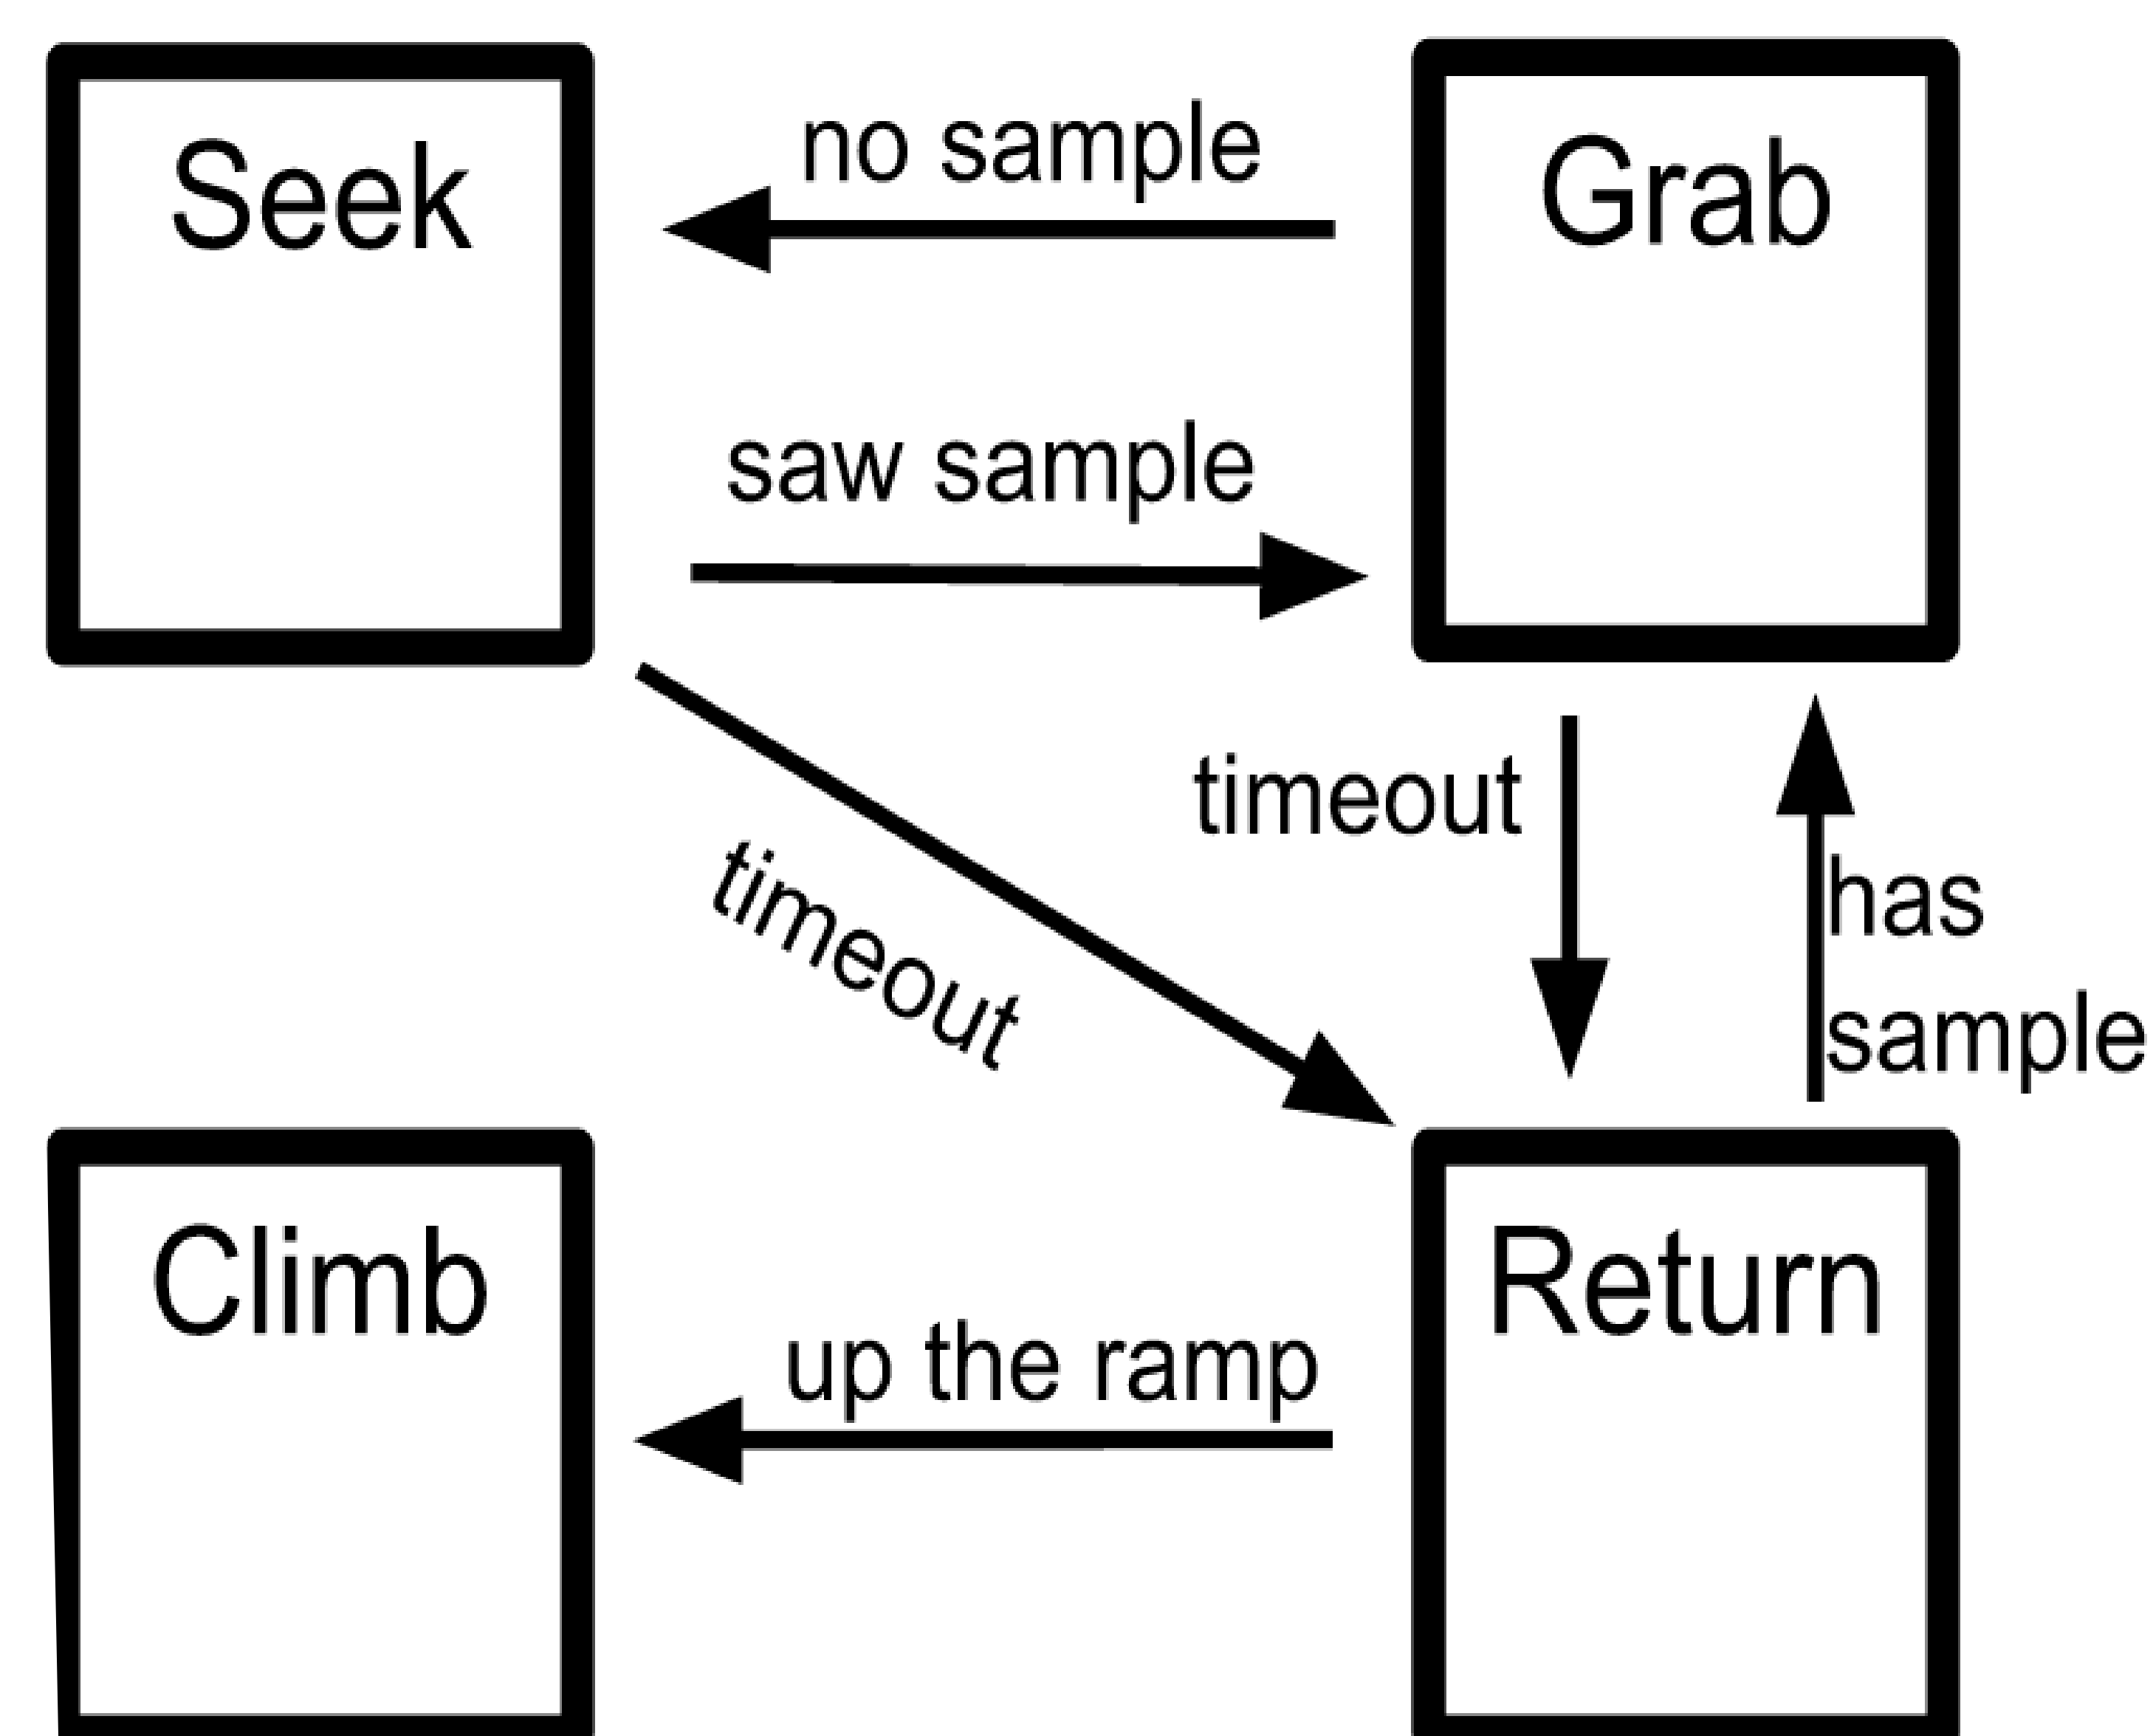 Seek
no sample
Grab
saw sample
timeout
timeout
has
sample
Climb
up the ramp
Return